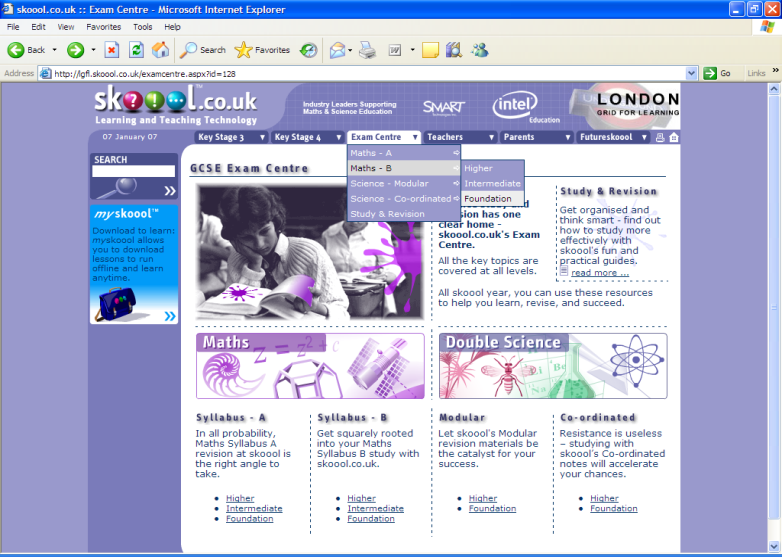 skoool.co.uk :: Exam Centre - Microsoft Internet Explorer
File Edit View Favorites Tools Help
Back Search Favorites
Address http://lgfl.skoool.co.uk/examcentre.aspx?id=128 Go Links »
skoool.co.uk
Learning and Teaching Technology
Industry Leaders Supporting
Maths & Science Education
SMART
intel
Education
LONDON
GRID FOR LEARNING
07 January 07 Key Stage 3 Key Stage 4 Exam Centre Teachers Parents Futureskoool
Maths - A
Maths - B
Science - Modular
Science - Co-ordinated
Study & Revision
Higher
Intermediate
Foundation
SEARCH
myskoool™
Download to learn:
myskoool allows
you to download
lessons to run
offline and learn
anytime.
GCSE Exam Centre
has one
clear home -
skoool.co.uk's Exam
Centre.
All the key topics are
covered at all levels.
Study & Revision
Get organised and
think smart - find out
how to study more
effectively with
skoool's fun and
practical guides.
read more ...
All skoool year, you can use these resources
to help you learn, revise, and succeed.
Maths
Double Science
Syllabus - A
In all probability,
Maths Syllabus A
revision at skoool is
the right angle to
take.
Higher
Intermediate
Foundation
Syllabus - B
Get squarely rooted
into your Maths
Syllabus B study with
skoool.co.uk.
Higher
Intermediate
Foundation
Modular
Let skoool's Modular
revision materials be
the catalyst for your
success.
Higher
Foundation
Co-ordinated
Resistance is useless
– studying with
skoool's Co-ordinated
notes will accelerate
your chances.
Higher
Foundation